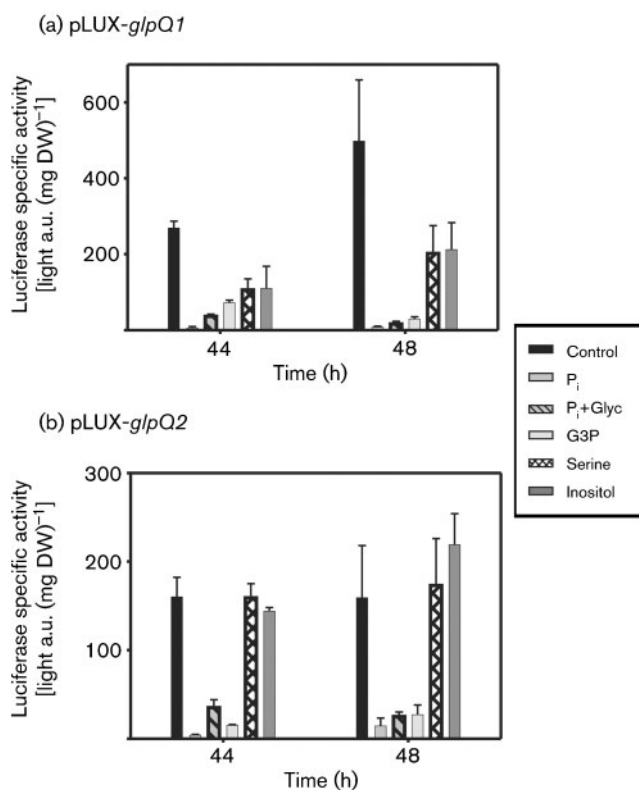 (a) pLUX-glpQ1
Luciferase specific activity
[light a.u. (mg DW)⁻¹]
600
400
200
44
48
Time (h)
Control
Pᵢ
Pᵢ+Glyc
G3P
Serine
Inositol
(b) pLUX-glpQ2
Luciferase specific activity
[light a.u. (mg DW)⁻¹]
300
200
100
44
48
Time (h)